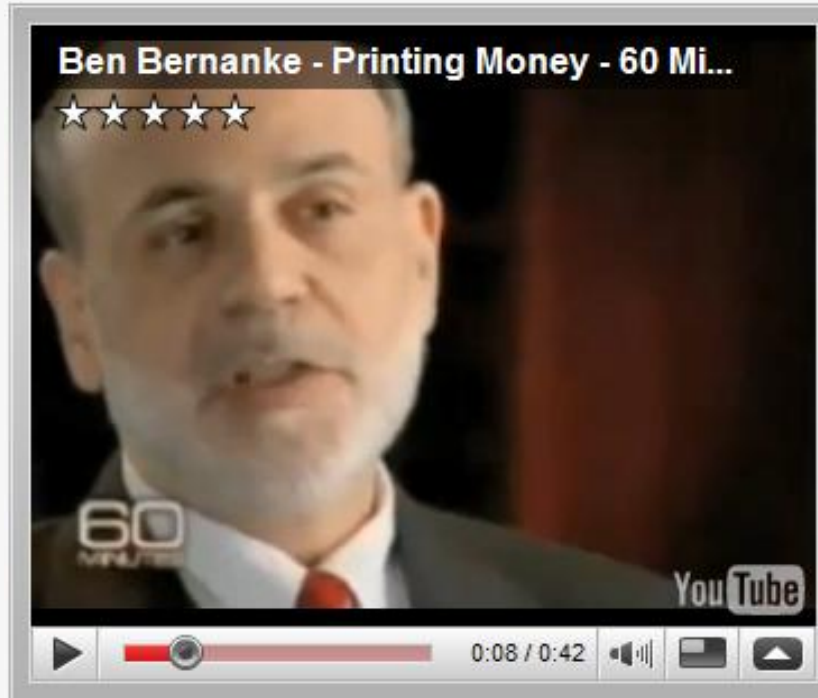 Ben Bernanke - Printing Money - 60 Mi...
60
MINUTES
YouTube
0:08 / 0:42